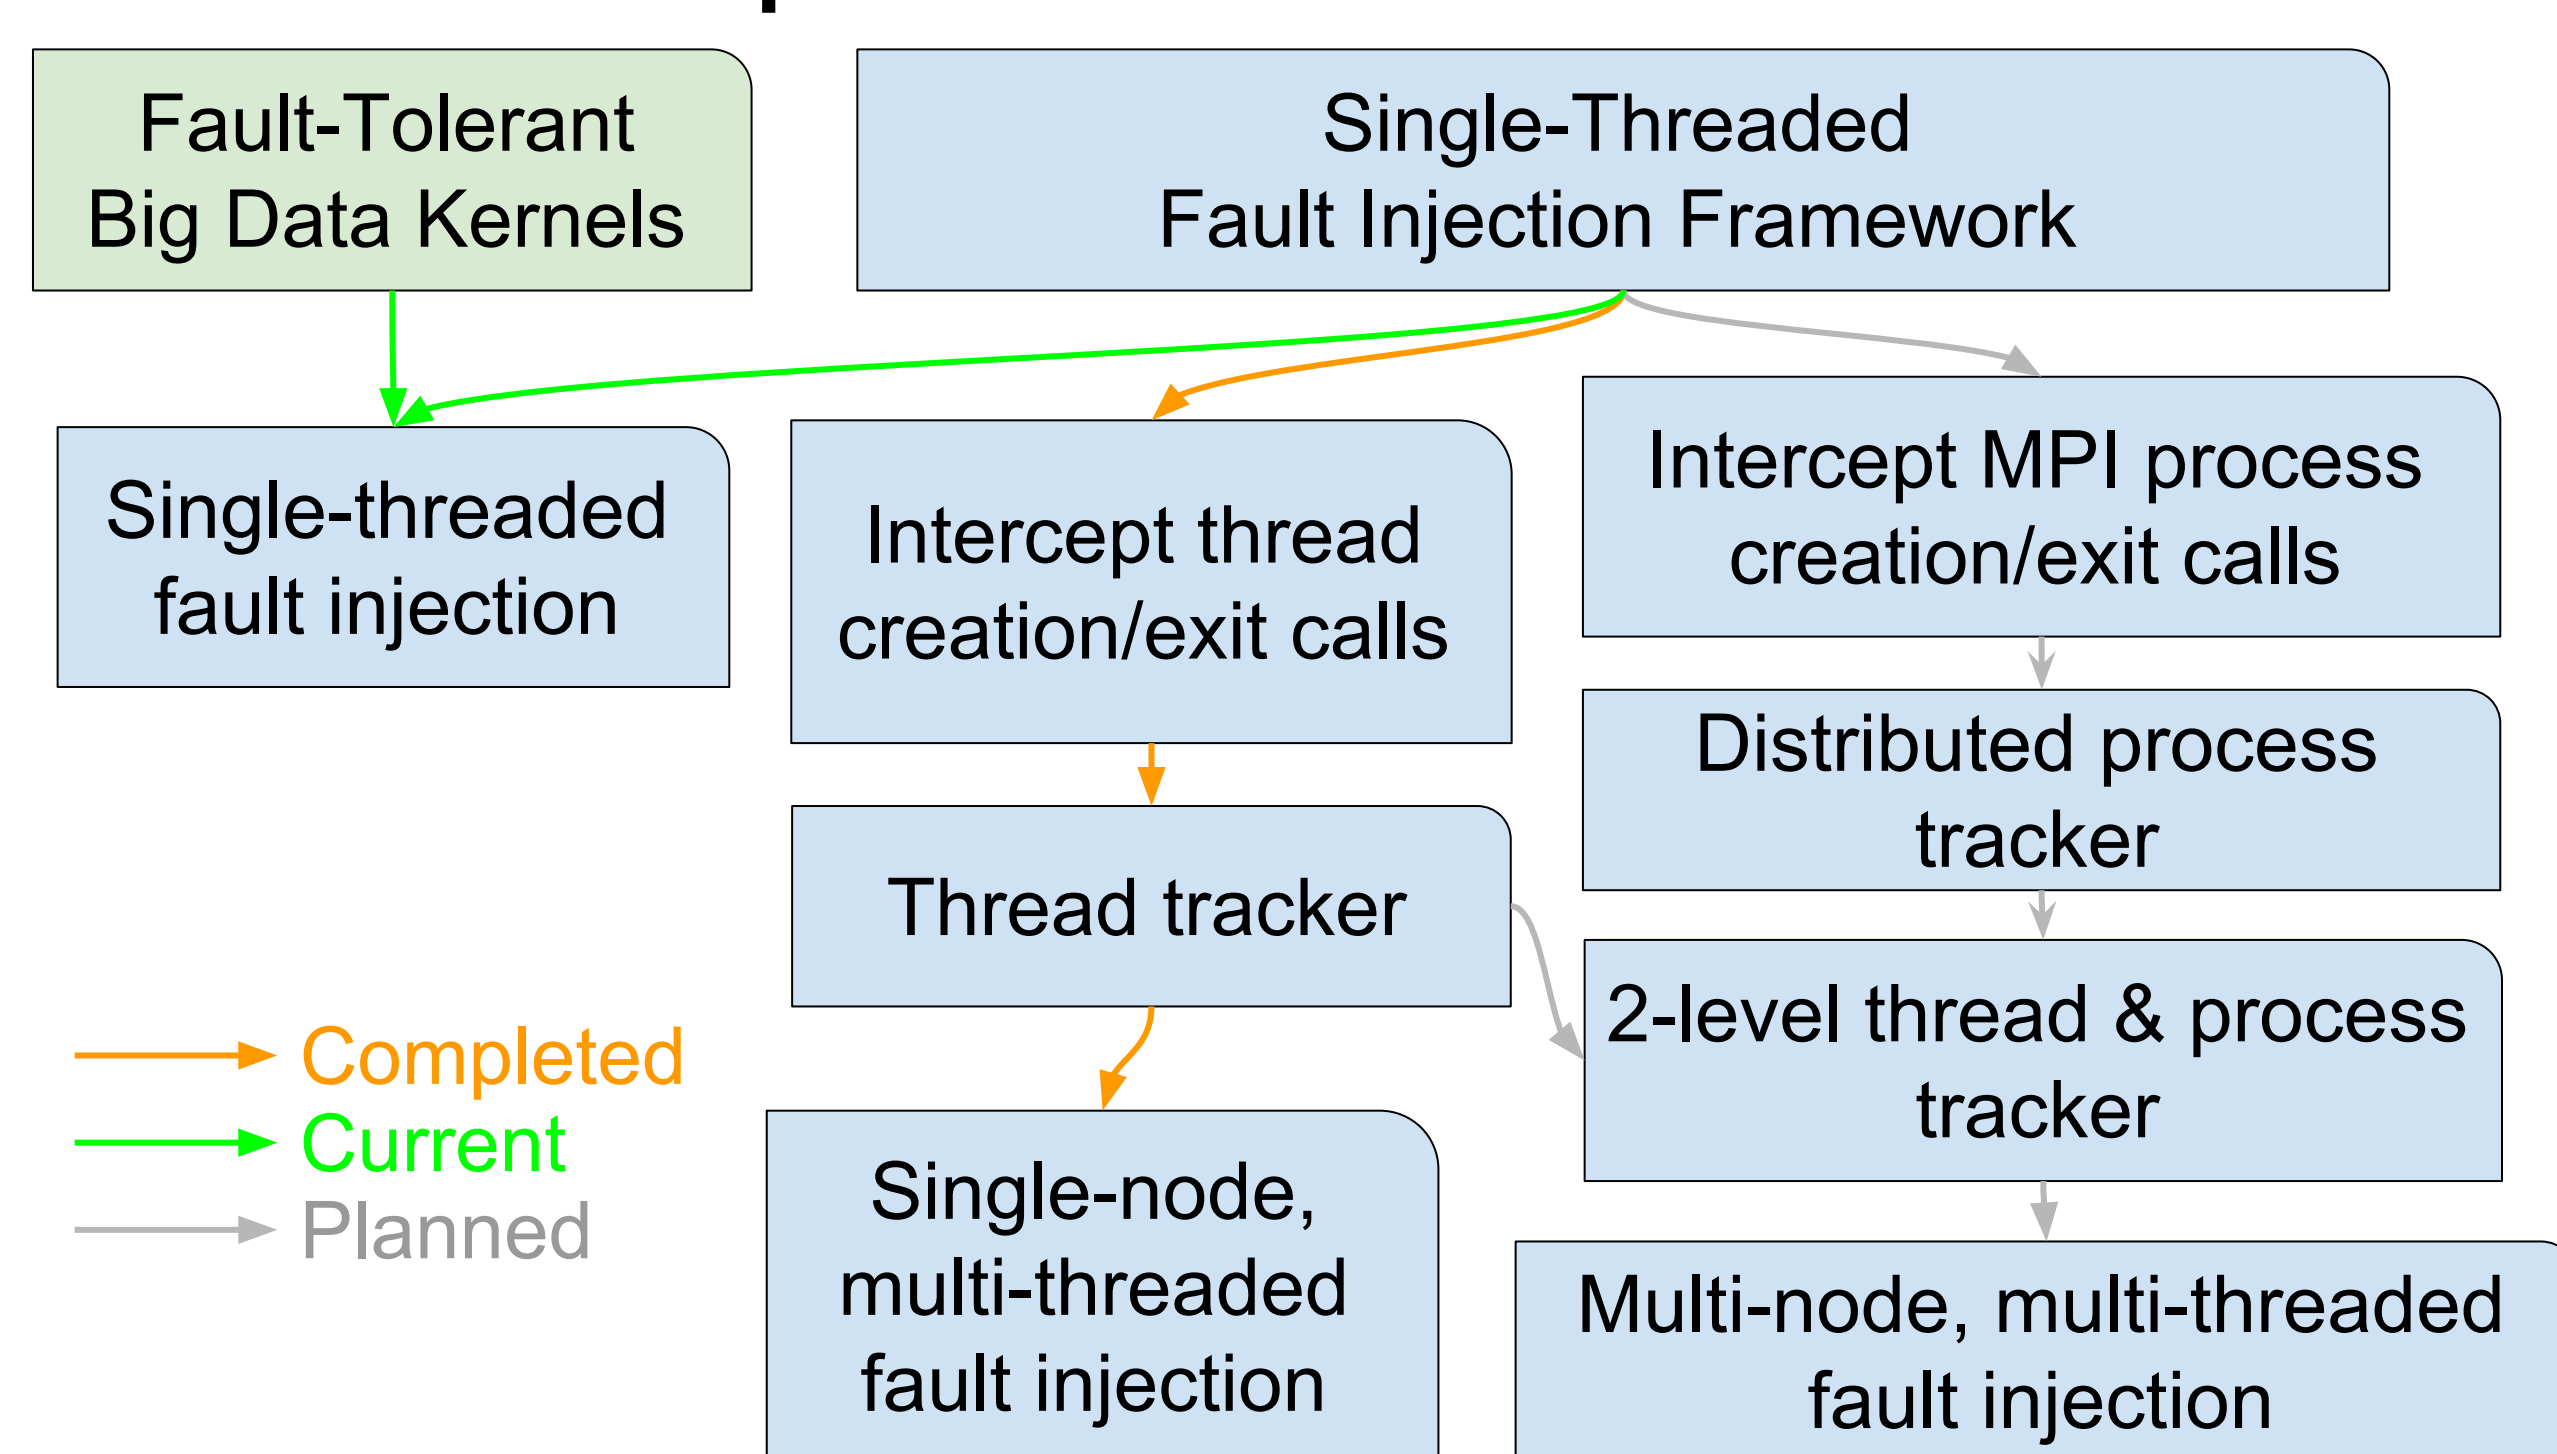 Fault-Tolerant
Big Data Kernels
Single-Threaded
Fault Injection Framework
Single-threaded
fault injection
Intercept thread
creation/exit calls
Intercept MPI process
creation/exit calls
Distributed process
tracker
Thread tracker
2-level thread & process
tracker
Completed
Current
Planned
Single-node,
multi-threaded
fault injection
Multi-node, multi-threaded
fault injection